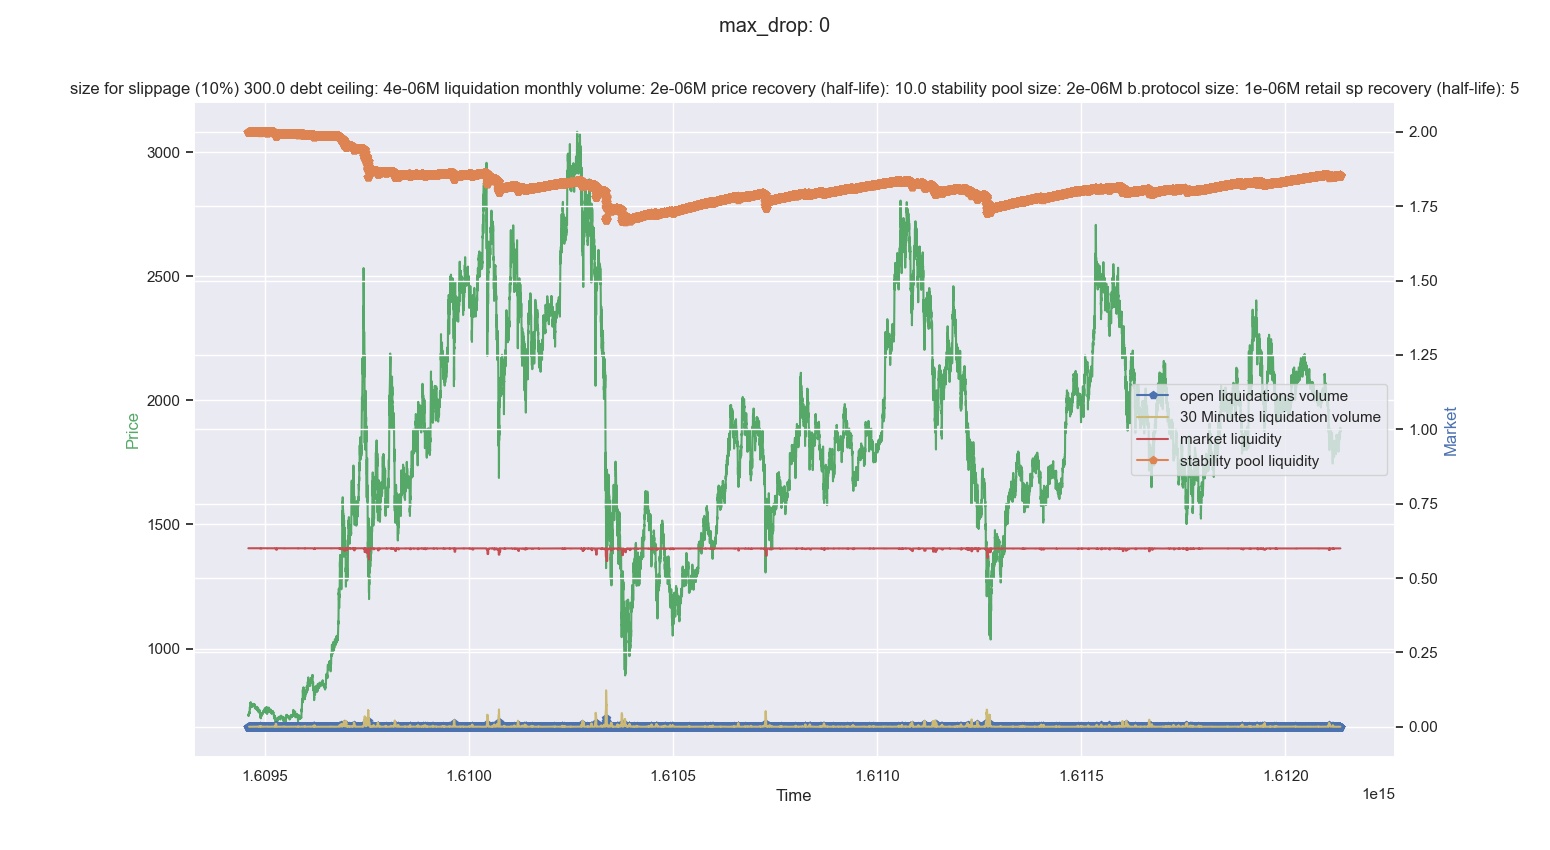 max_drop: 0
size for slippage (10%) 300.0 debt ceiling: 4e-06M liquidation monthly volume: 2e-06M price recovery (half-life): 10.0 stability pool size: 2e-06M b.protocol size: 1e-06M retail sp recovery (half-life): 5
3000
2500
2000
1500
1000
Price
2.00
1.75
1.50
1.25
1.00
0.75
0.50
0.25
0.00
Market
open liquidations volume
30 Minutes liquidation volume
market liquidity
stability pool liquidity
1.6095 1.6100 1.6105 1.6110 1.6115 1.6120
Time
1e15